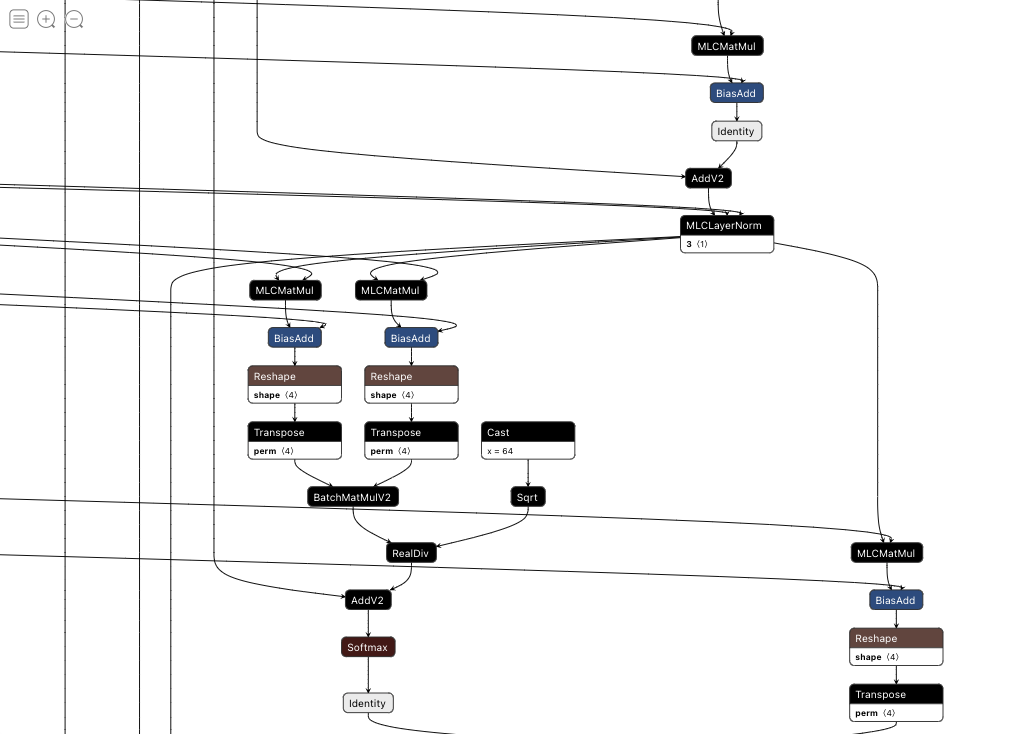 MLCMatMul
BiasAdd
Identity
AddV2
MLCLayerNorm
3 ⟨1⟩
MLCMatMul
MLCMatMul
BiasAdd
BiasAdd
Reshape
shape ⟨4⟩
Reshape
shape ⟨4⟩
Transpose
perm ⟨4⟩
Transpose
perm ⟨4⟩
Cast
x = 64
BatchMatMulV2
Sqrt
RealDiv
MLCMatMul
AddV2
BiasAdd
Softmax
Reshape
shape ⟨4⟩
Identity
Transpose
perm ⟨4⟩